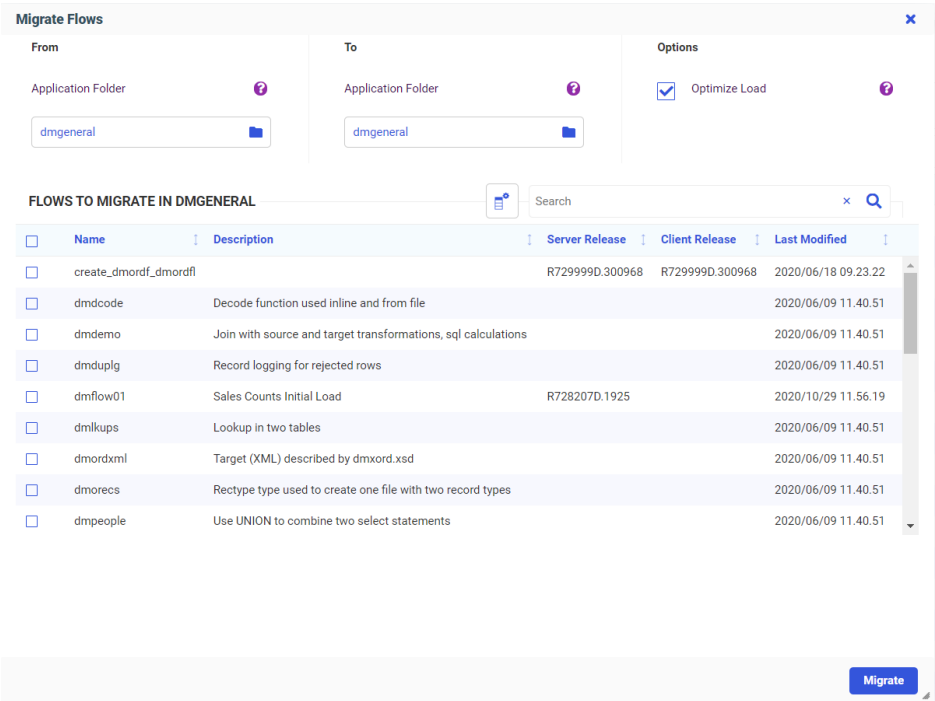 Migrate Flows
From
To
Options
Application Folder
Application Folder
Optimize Load
dmgeneral
dmgeneral
FLOWS TO MIGRATE IN DMGENERAL
Search
Name Description Server Release Client Release Last Modified
create_dmordf_dmordfl R729999D.300968 R729999D.300968 2020/06/18 09.23.22
dmdcode Decode function used inline and from file 2020/06/09 11.40.51
dmdemo Join with source and target transformations, sql calculations 2020/06/09 11.40.51
dmduplg Record logging for rejected rows 2020/06/09 11.40.51
dmflow01 Sales Counts Initial Load R728207D.1925 2020/10/29 11.56.19
dmlkups Lookup in two tables 2020/06/09 11.40.51
dmordxml Target (XML) described by dmxord.xsd 2020/06/09 11.40.51
dmorecs Rectype type used to create one file with two record types 2020/06/09 11.40.51
dmpeople Use UNION to combine two select statements 2020/06/09 11.40.51
Migrate